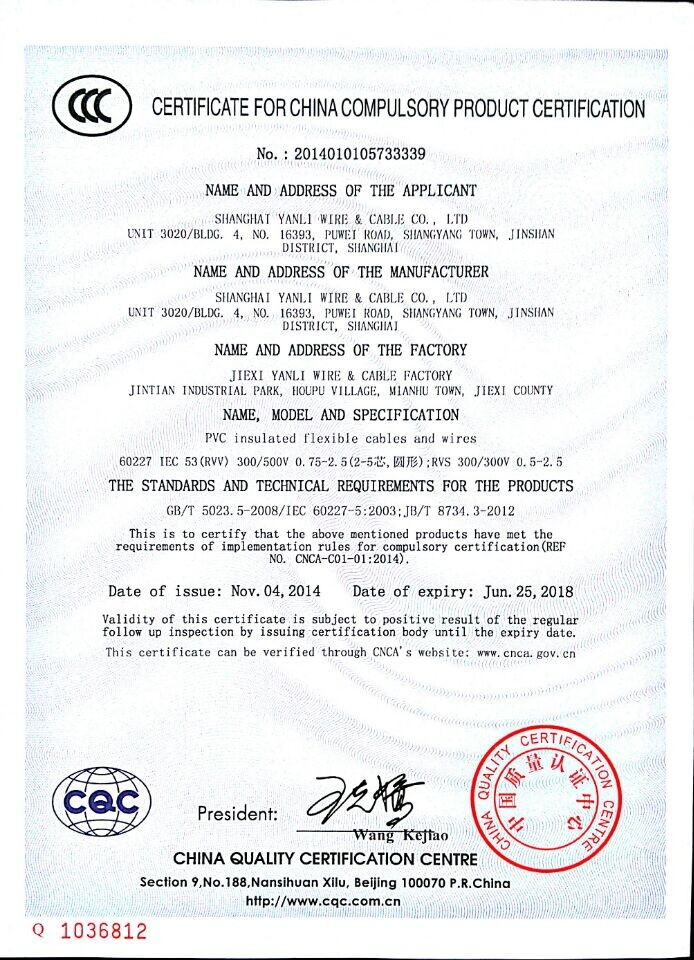 CCC
CERTIFICATE FOR CHINA COMPULSORY PRODUCT CERTIFICATION
No. : 2014010105733339
NAME AND ADDRESS OF THE APPLICANT
SHANGHAI YANLI WIRE & CABLE CO., LTD
UNIT 3020/BLDG. 4, NO. 16393, PUWEI ROAD, SHANGYANG TOWN, JINSHAN
DISTRICT, SHANGHAI
NAME AND ADDRESS OF THE MANUFACTURER
SHANGHAI YANLI WIRE & CABLE CO., LTD
UNIT 3020/BLDG. 4, NO. 16393, PUWEI ROAD, SHANGYANG TOWN, JINSHAN
DISTRICT, SHANGHAI
NAME AND ADDRESS OF THE FACTORY
JIEXI YANLI WIRE & CABLE FACTORY
JINTIAN INDUSTRIAL PARK, HOUPU VILLAGE, MIANHU TOWN, JIEXI COUNTY
NAME, MODEL AND SPECIFICATION
PVC insulated flexible cables and wires
60227 IEC 53(RVV) 300/500V 0.75-2.5(2-5芯,圆形);RVS 300/300V 0.5-2.5
THE STANDARDS AND TECHNICAL REQUIREMENTS FOR THE PRODUCTS
GB/T 5023.5-2008/IEC 60227-5:2003;JB/T 8734.3-2012
This is to certify that the above mentioned products have met the
requirements of implementation rules for compulsory certification(REF
NO. CNCA-C01-01:2014).
Date of issue: Nov.04,2014 Date of expiry: Jun.25,2018
Validity of this certificate is subject to positive result of the regular
follow up inspection by issuing certification body until the expiry date.
This certificate can be verified through CNCA's website: www.cnca.gov.cn
CQC
President:
Wang Kejiao
CHINA QUALITY CERTIFICATION CENTRE
中国质量认证中心
CHINA QUALITY CERTIFICATION CENTRE
Section 9,No.188,Nansihuan Xilu, Beijing 100070 P.R.China
http://www.cqc.com.cn
Q 1036812